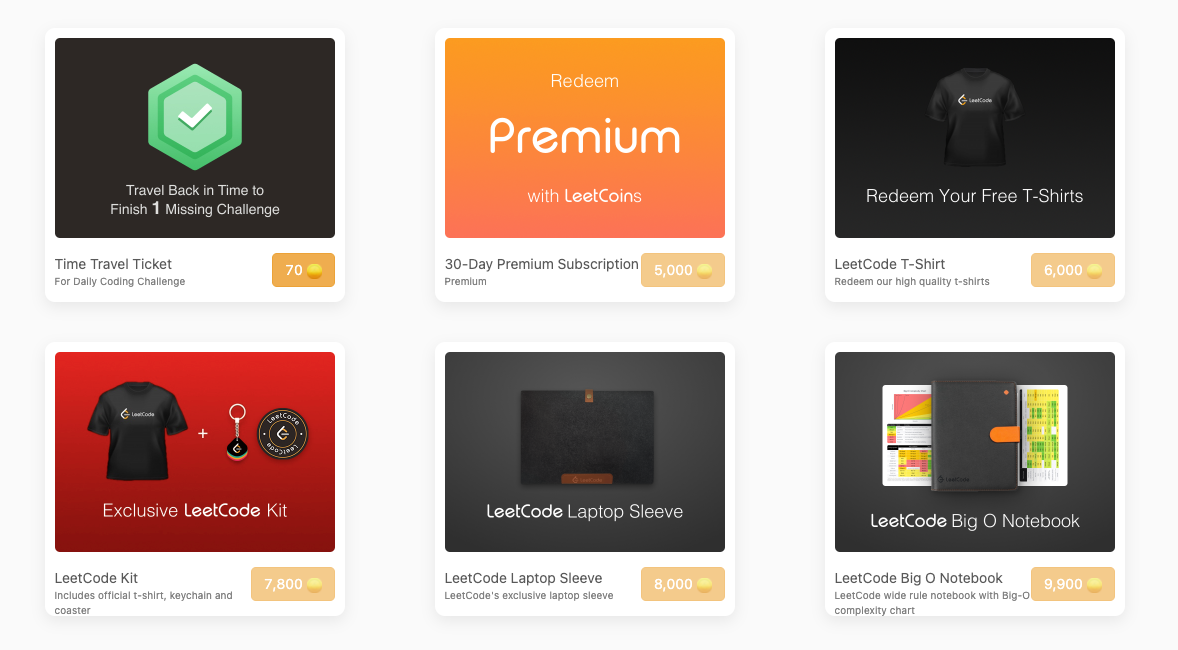 Travel Back in Time to
Finish 1 Missing Challenge
Time Travel Ticket
For Daily Coding Challenge
70
Redeem
Premium
with LeetCoins
30-Day Premium Subscription
Premium
5,000
LeetCode
Redeem Your Free T-Shirts
LeetCode T-Shirt
Redeem our high quality t-shirts
6,000
LeetCode
+
LeetCode
LeetCode
Exclusive LeetCode Kit
LeetCode Kit
Includes official t-shirt, keychain and
coaster
7,800
LeetCode
LeetCode Laptop Sleeve
LeetCode Laptop Sleeve
LeetCode's exclusive laptop sleeve
8,000
LeetCode
LeetCode Big O Notebook
LeetCode Big O Notebook
LeetCode wide rule notebook with Big-O
complexity chart
9,900